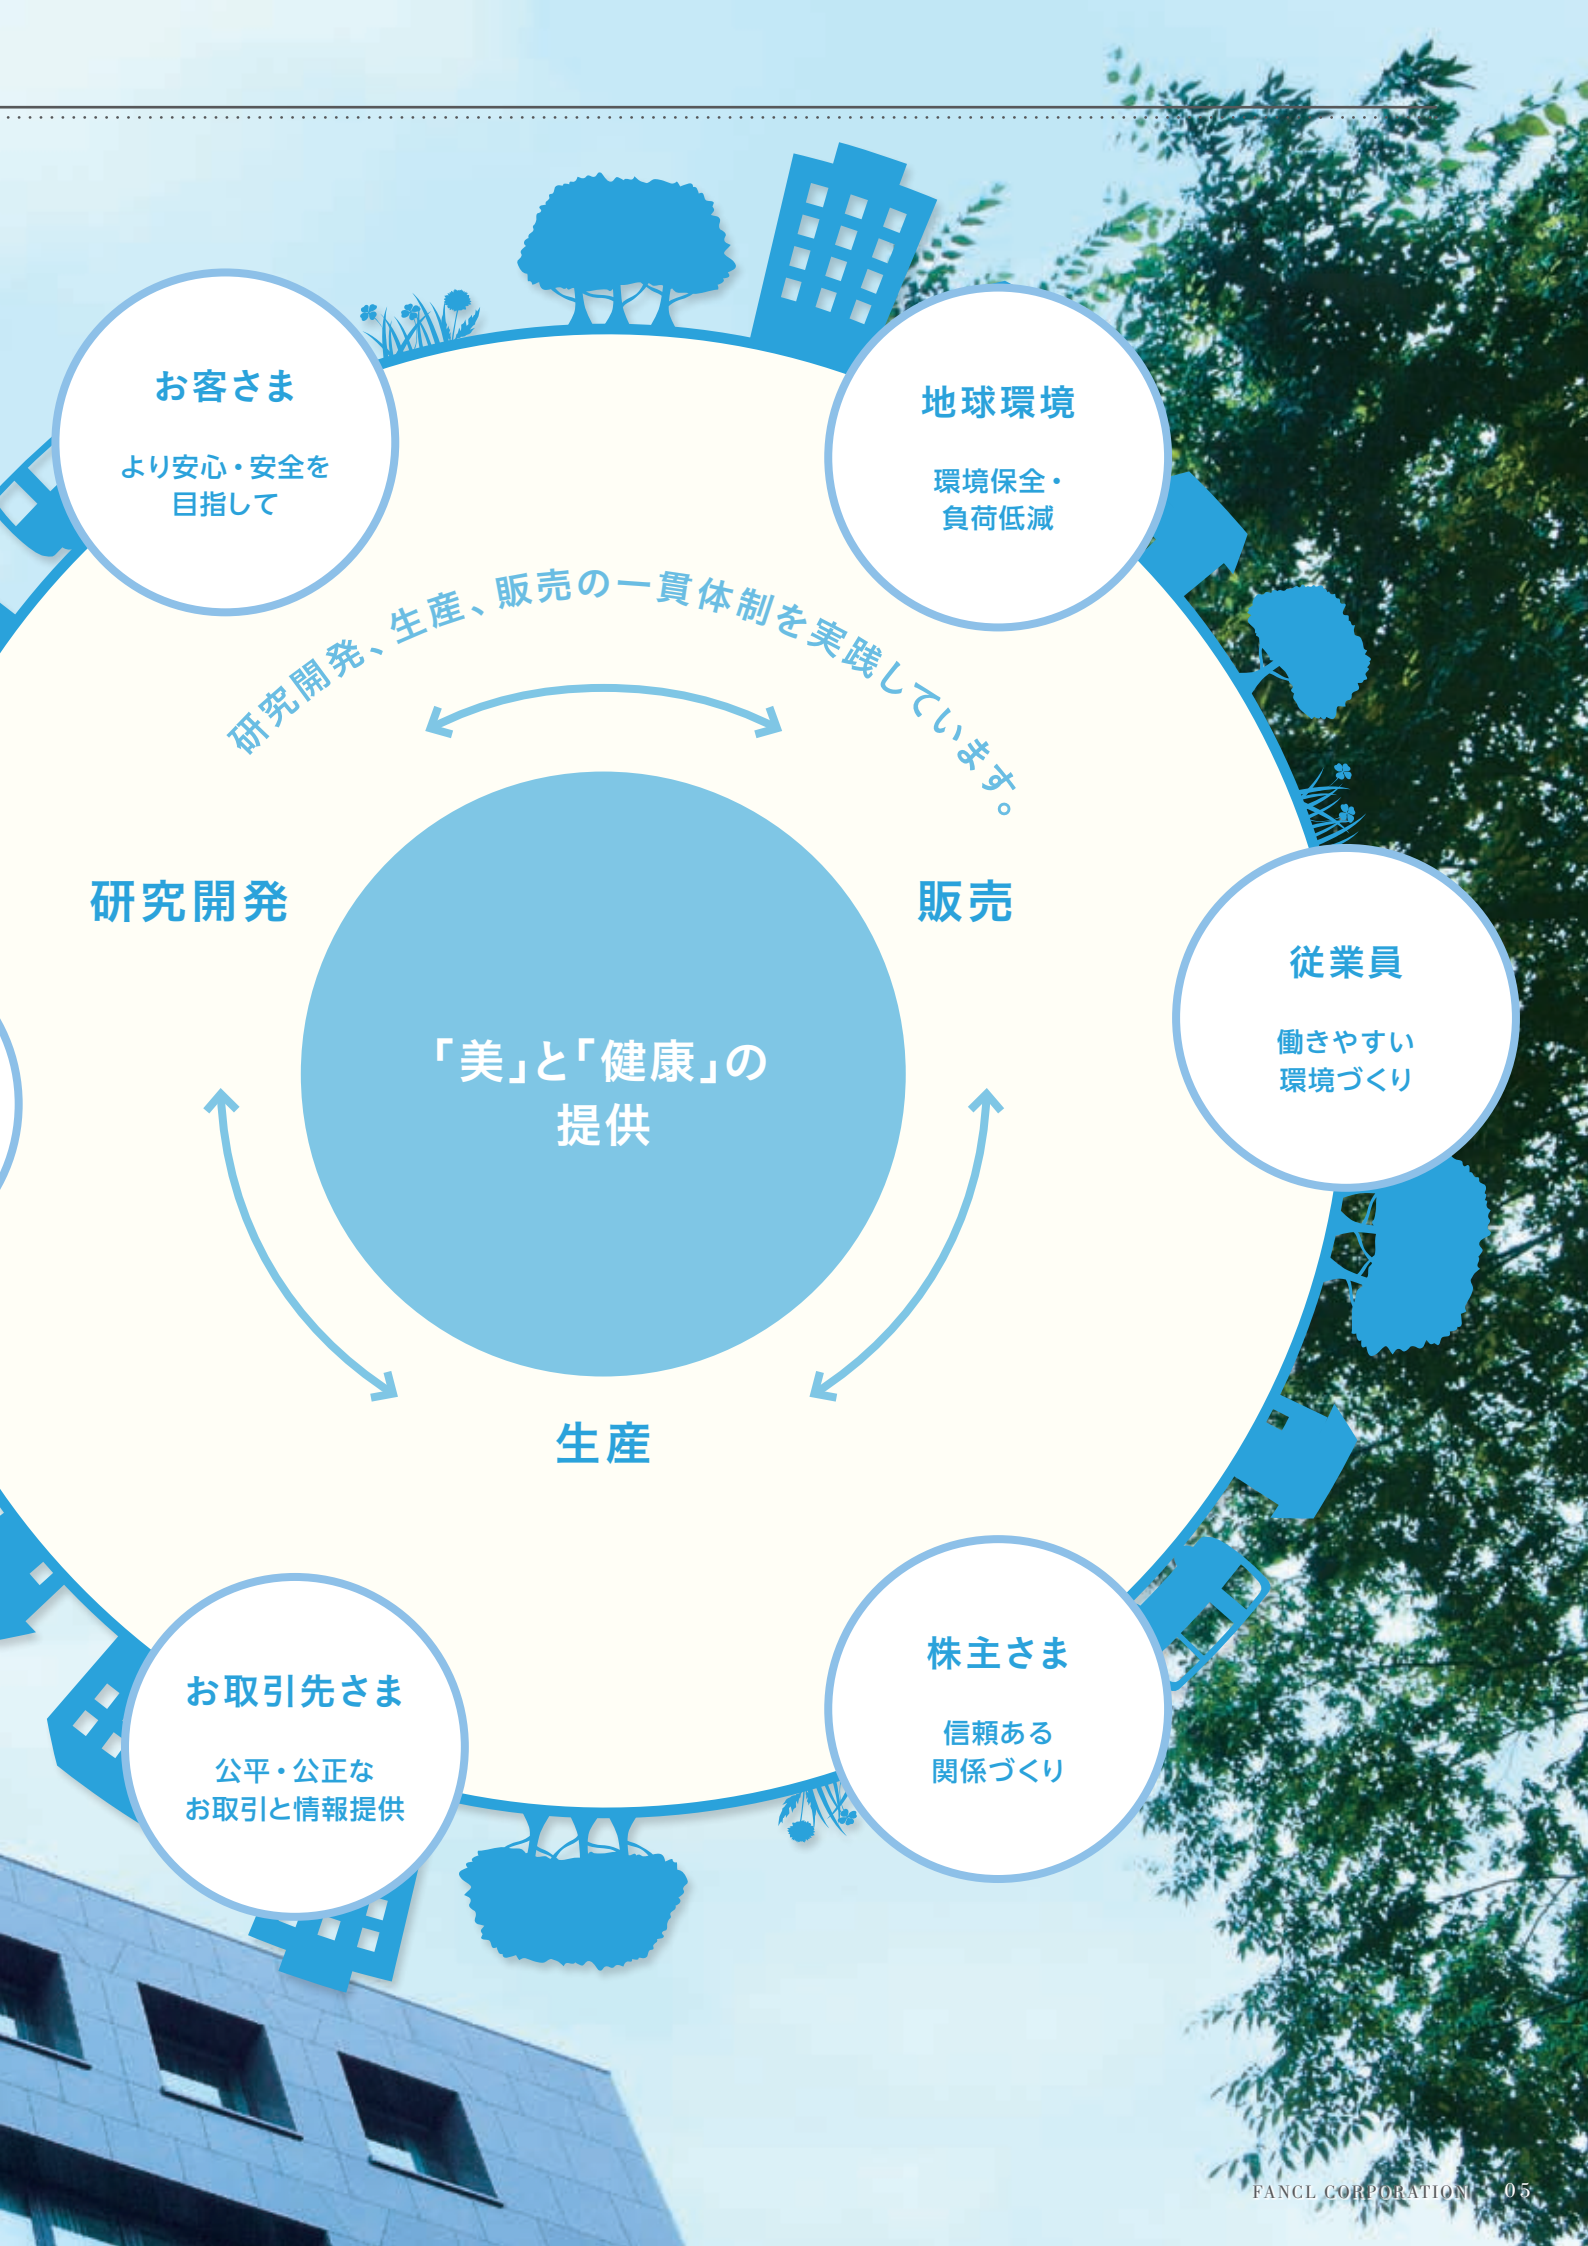 お客さま
より安心・安全を
目指して
地球環境
環境保全・
負荷低減
研究開発、生産、販売の一貫体制を実践しています。
研究開発
販売
従業員
働きやすい
環境づくり
「美」と「健康」の
提供
生産
株主さま
信頼ある
関係づくり
お取引先さま
公平・公正な
お取引と情報提供
FANCL CORPORATION 05